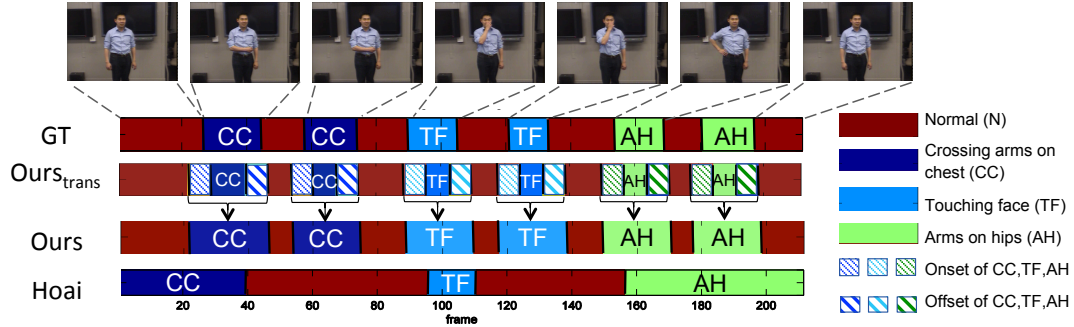 GT CC CC TF TF AH AH
Ours trans CC CC TF TF AH AH
Ours CC CC TF TF AH AH
Hoai CC TF AH
20 40 60 80 100 120 140 160 180 200
frame
Normal (N)
Crossing arms on
chest (CC)
Touching face (TF)
Arms on hips (AH)
Onset of CC,TF,AH
Offset of CC,TF,AH